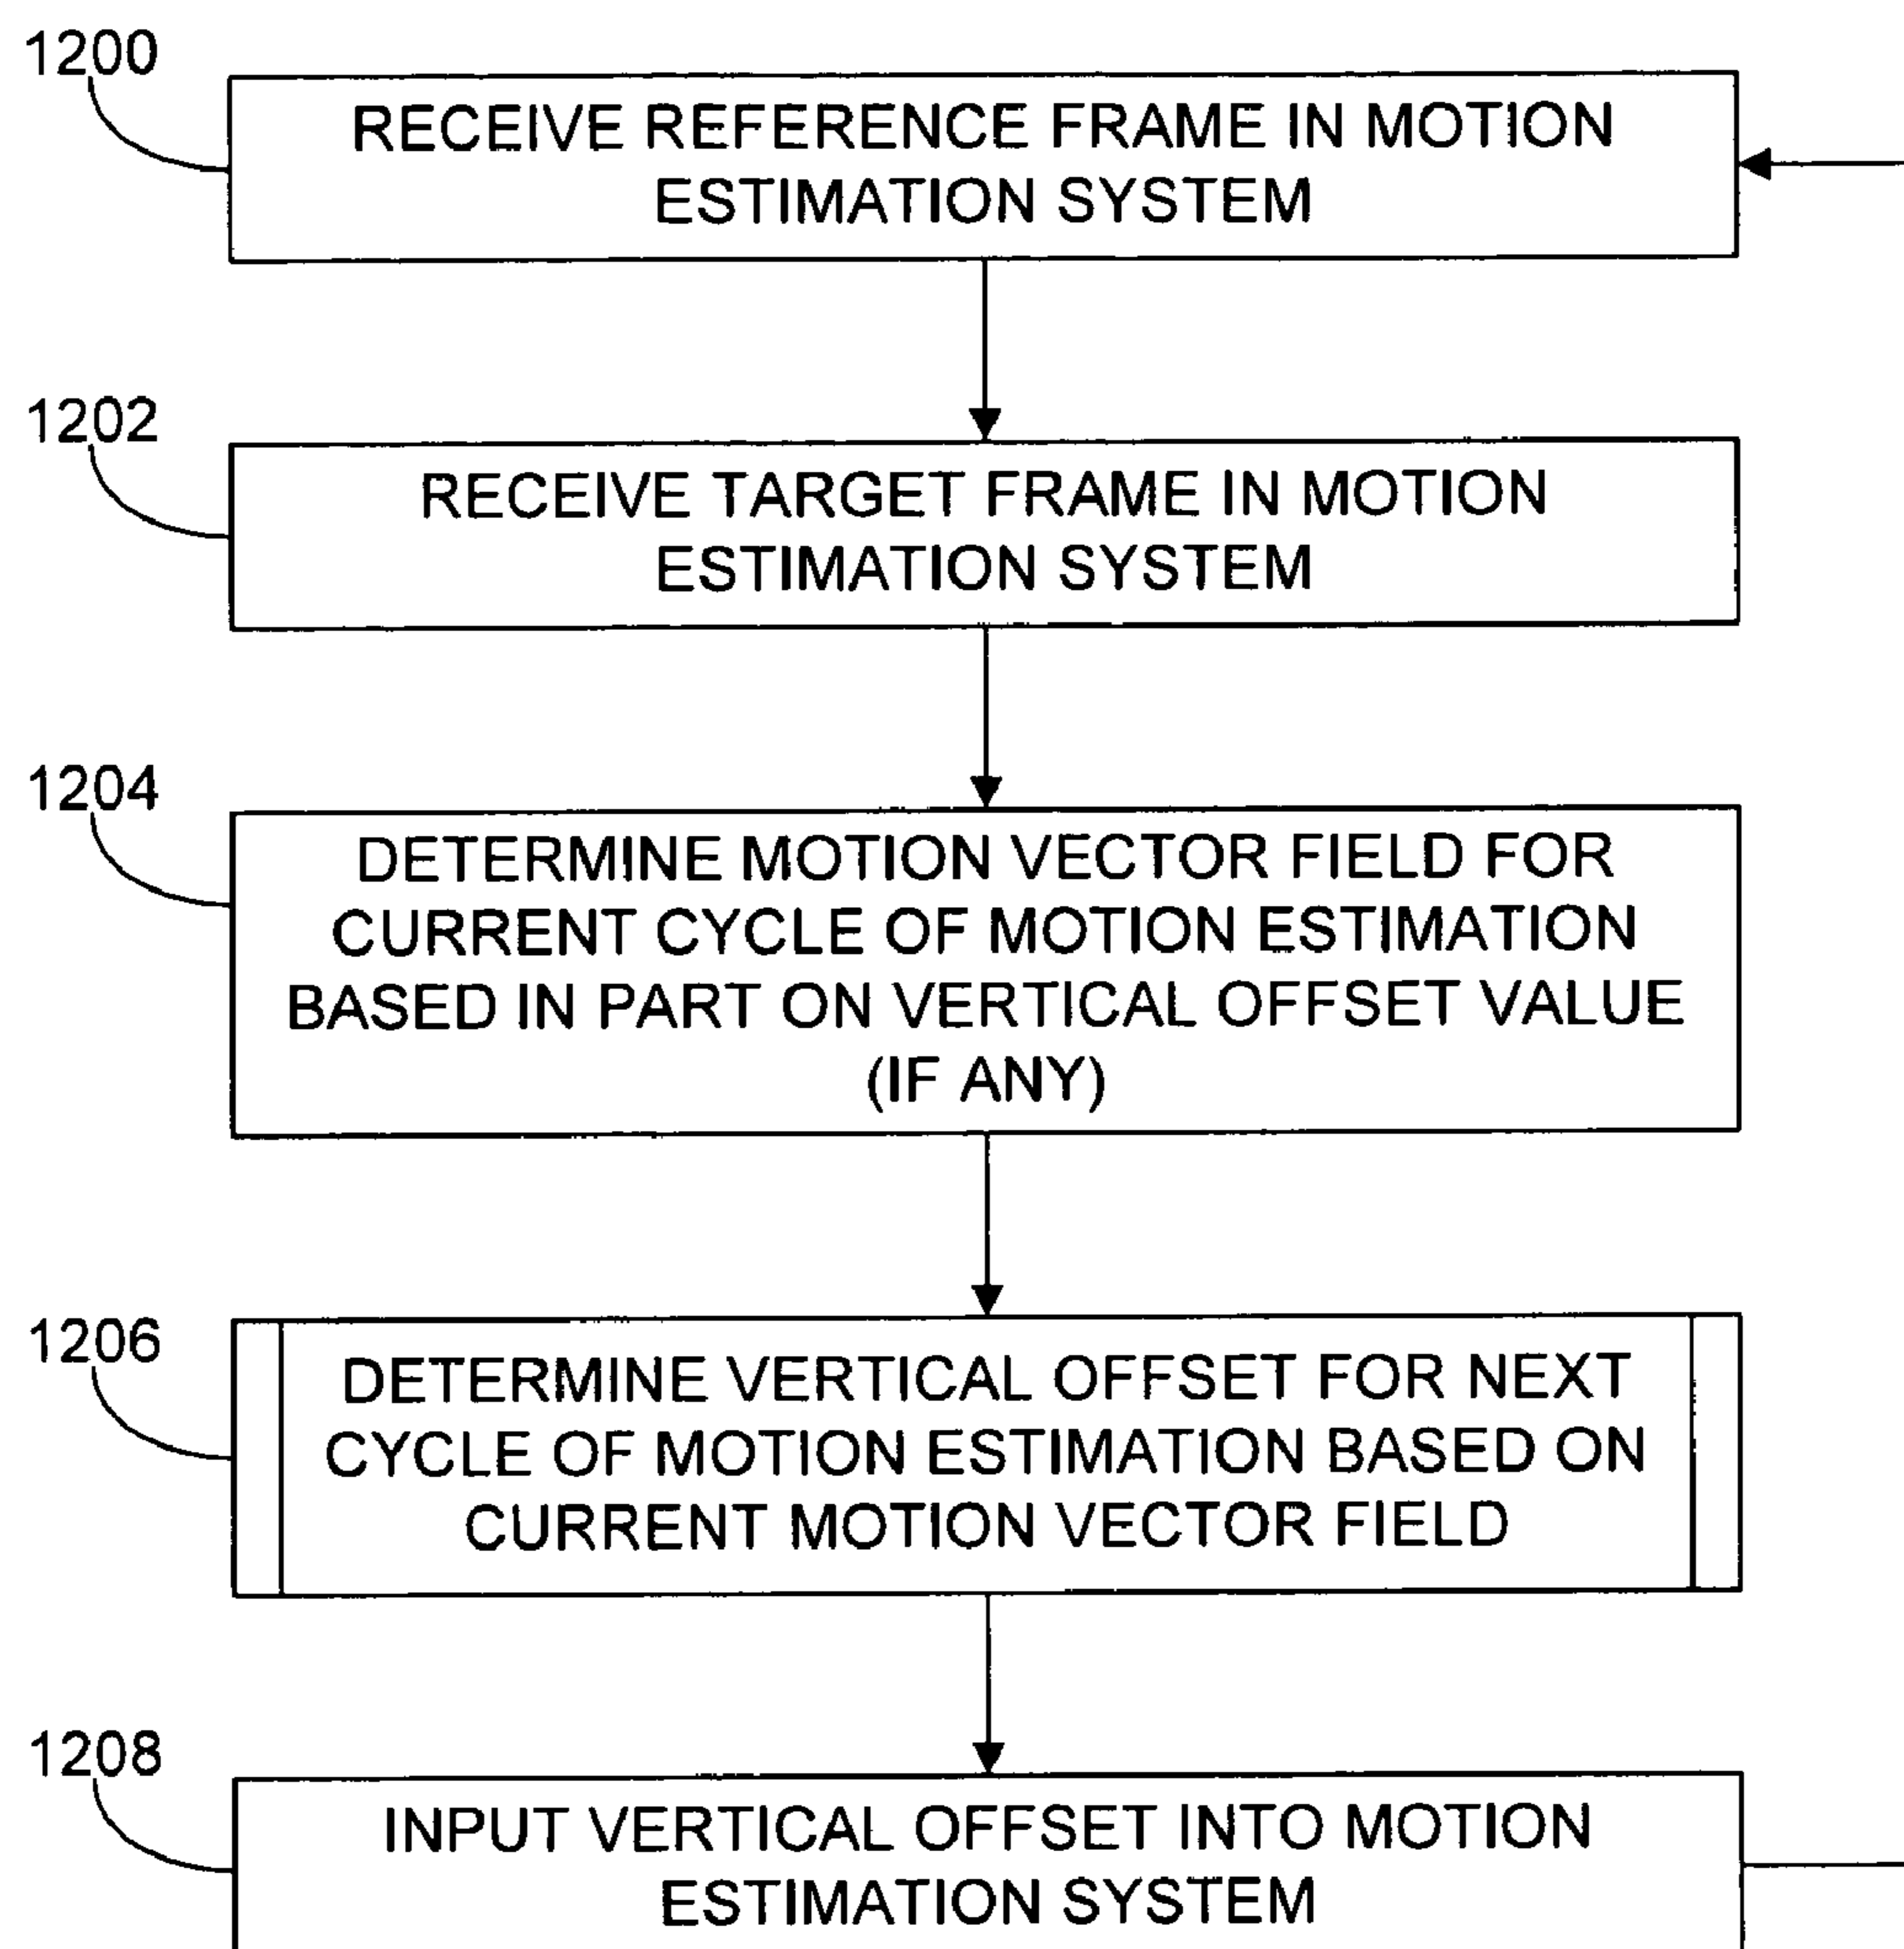 1200
RECEIVE REFERENCE FRAME IN MOTION
ESTIMATION SYSTEM
1202
RECEIVE TARGET FRAME IN MOTION
ESTIMATION SYSTEM
1204
DETERMINE MOTION VECTOR FIELD FOR
CURRENT CYCLE OF MOTION ESTIMATION
BASED IN PART ON VERTICAL OFFSET VALUE
(IF ANY)
1206
DETERMINE VERTICAL OFFSET FOR NEXT
CYCLE OF MOTION ESTIMATION BASED ON
CURRENT MOTION VECTOR FIELD
1208
INPUT VERTICAL OFFSET INTO MOTION
ESTIMATION SYSTEM